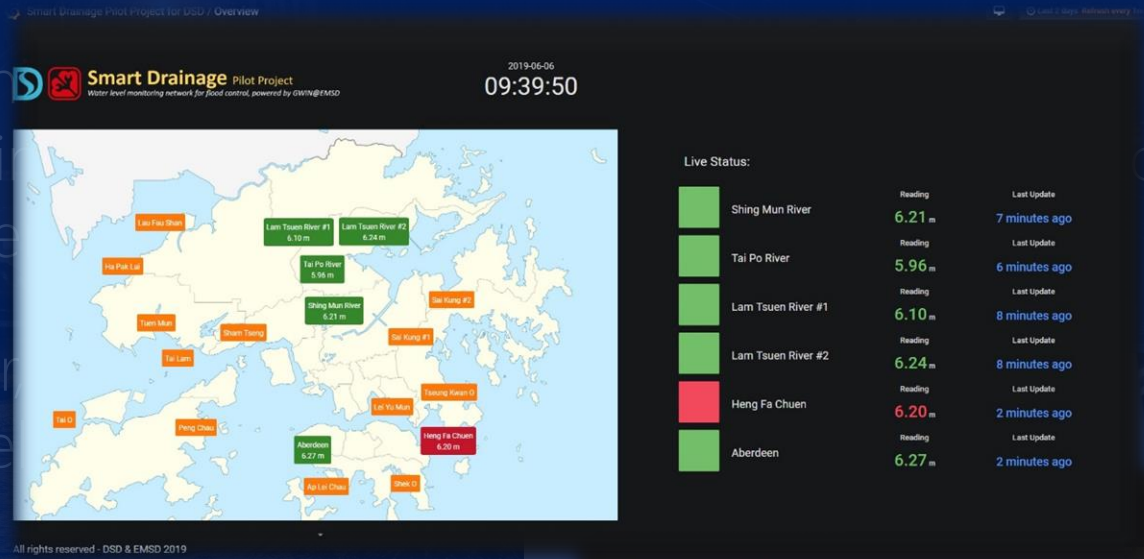 Smart Drainage Pilot Project for DSD / Overview
Last 2 days Refresh every
Smart Drainage Pilot Project
Water level monitoring network for flood control, powered by GWIN@EMSD
2019-06-06
09:39:50
Lau Fau Shan
Lam Tsuen River #1
6.10 m
Lam Tsuen River #2
6.24 m
Ha Pak Lai
Tai Po River
5.96 m
Shing Mun River
6.21 m
Sai Kung #2
Tuen Mun
Sham Tseng
Sai Kung #1
Tai Lam
Tseung Kwan O
Lei Yu Mun
Tai O
Peng Chau
Aberdeen
6.27 m
Heng Fa Chuen
6.20 m
Ap Lei Chau
Shek O
Live Status:
Shing Mun River
Reading
6.21 m
Last Update
7 minutes ago
Tai Po River
Reading
5.96 m
Last Update
6 minutes ago
Lam Tsuen River #1
Reading
6.10 m
Last Update
8 minutes ago
Lam Tsuen River #2
Reading
6.24 m
Last Update
8 minutes ago
Heng Fa Chuen
Reading
6.20 m
Last Update
2 minutes ago
Aberdeen
Reading
6.27 m
Last Update
2 minutes ago
All rights reserved - DSD & EMSD 2019